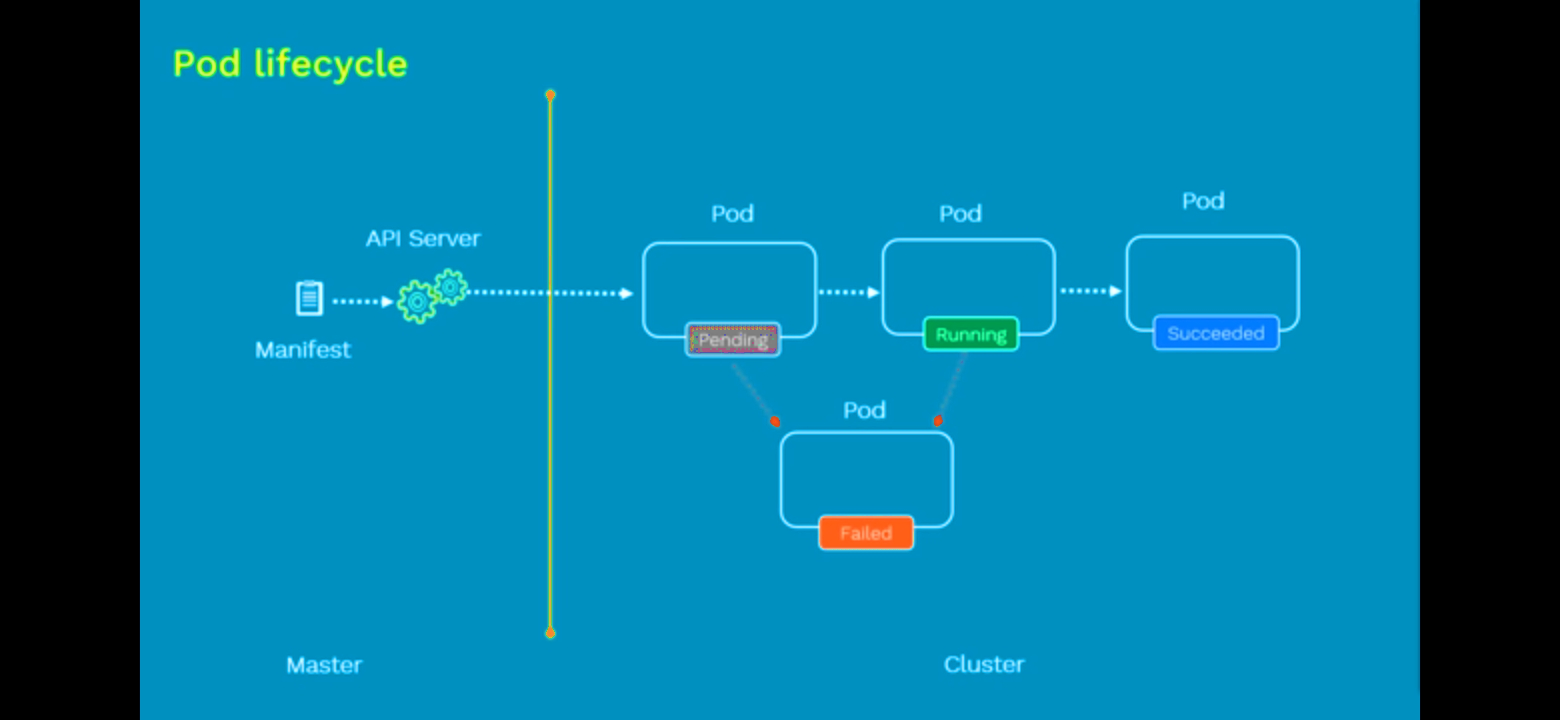 Pod lifecycle
API Server
Manifest
Pod
Pending
Pod
Running
Pod
Succeeded
Pod
Failed
Master
Cluster